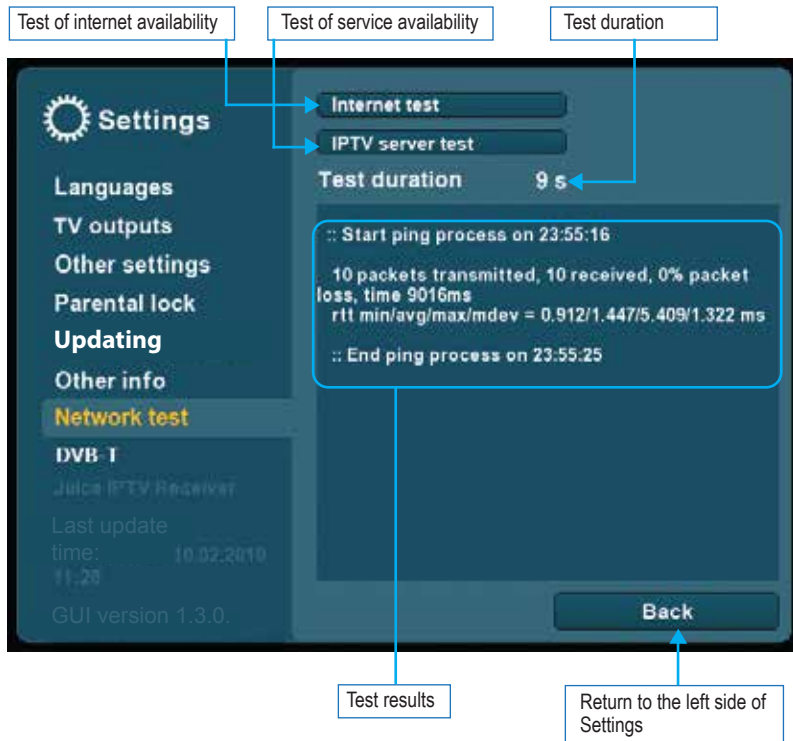 Test of internet availability
Test of service availability
Test duration
Settings
Languages
TV outputs
Other settings
Parental lock
Updating
Other info
Network test
DVB-T
Juice IPTV Receiver
Last update
time: 10.02.2010
11:28
GUI version 1.3.0.
Internet test
IPTV server test
Test duration 9 s
:: Start ping process on 23:55:16
10 packets transmitted, 10 received, 0% packet
loss, time 9016ms
rtt min/avg/max/mdev = 0.912/1.447/5.409/1.322 ms
:: End ping process on 23:55:25
Back
Test results
Return to the left side of
Settings